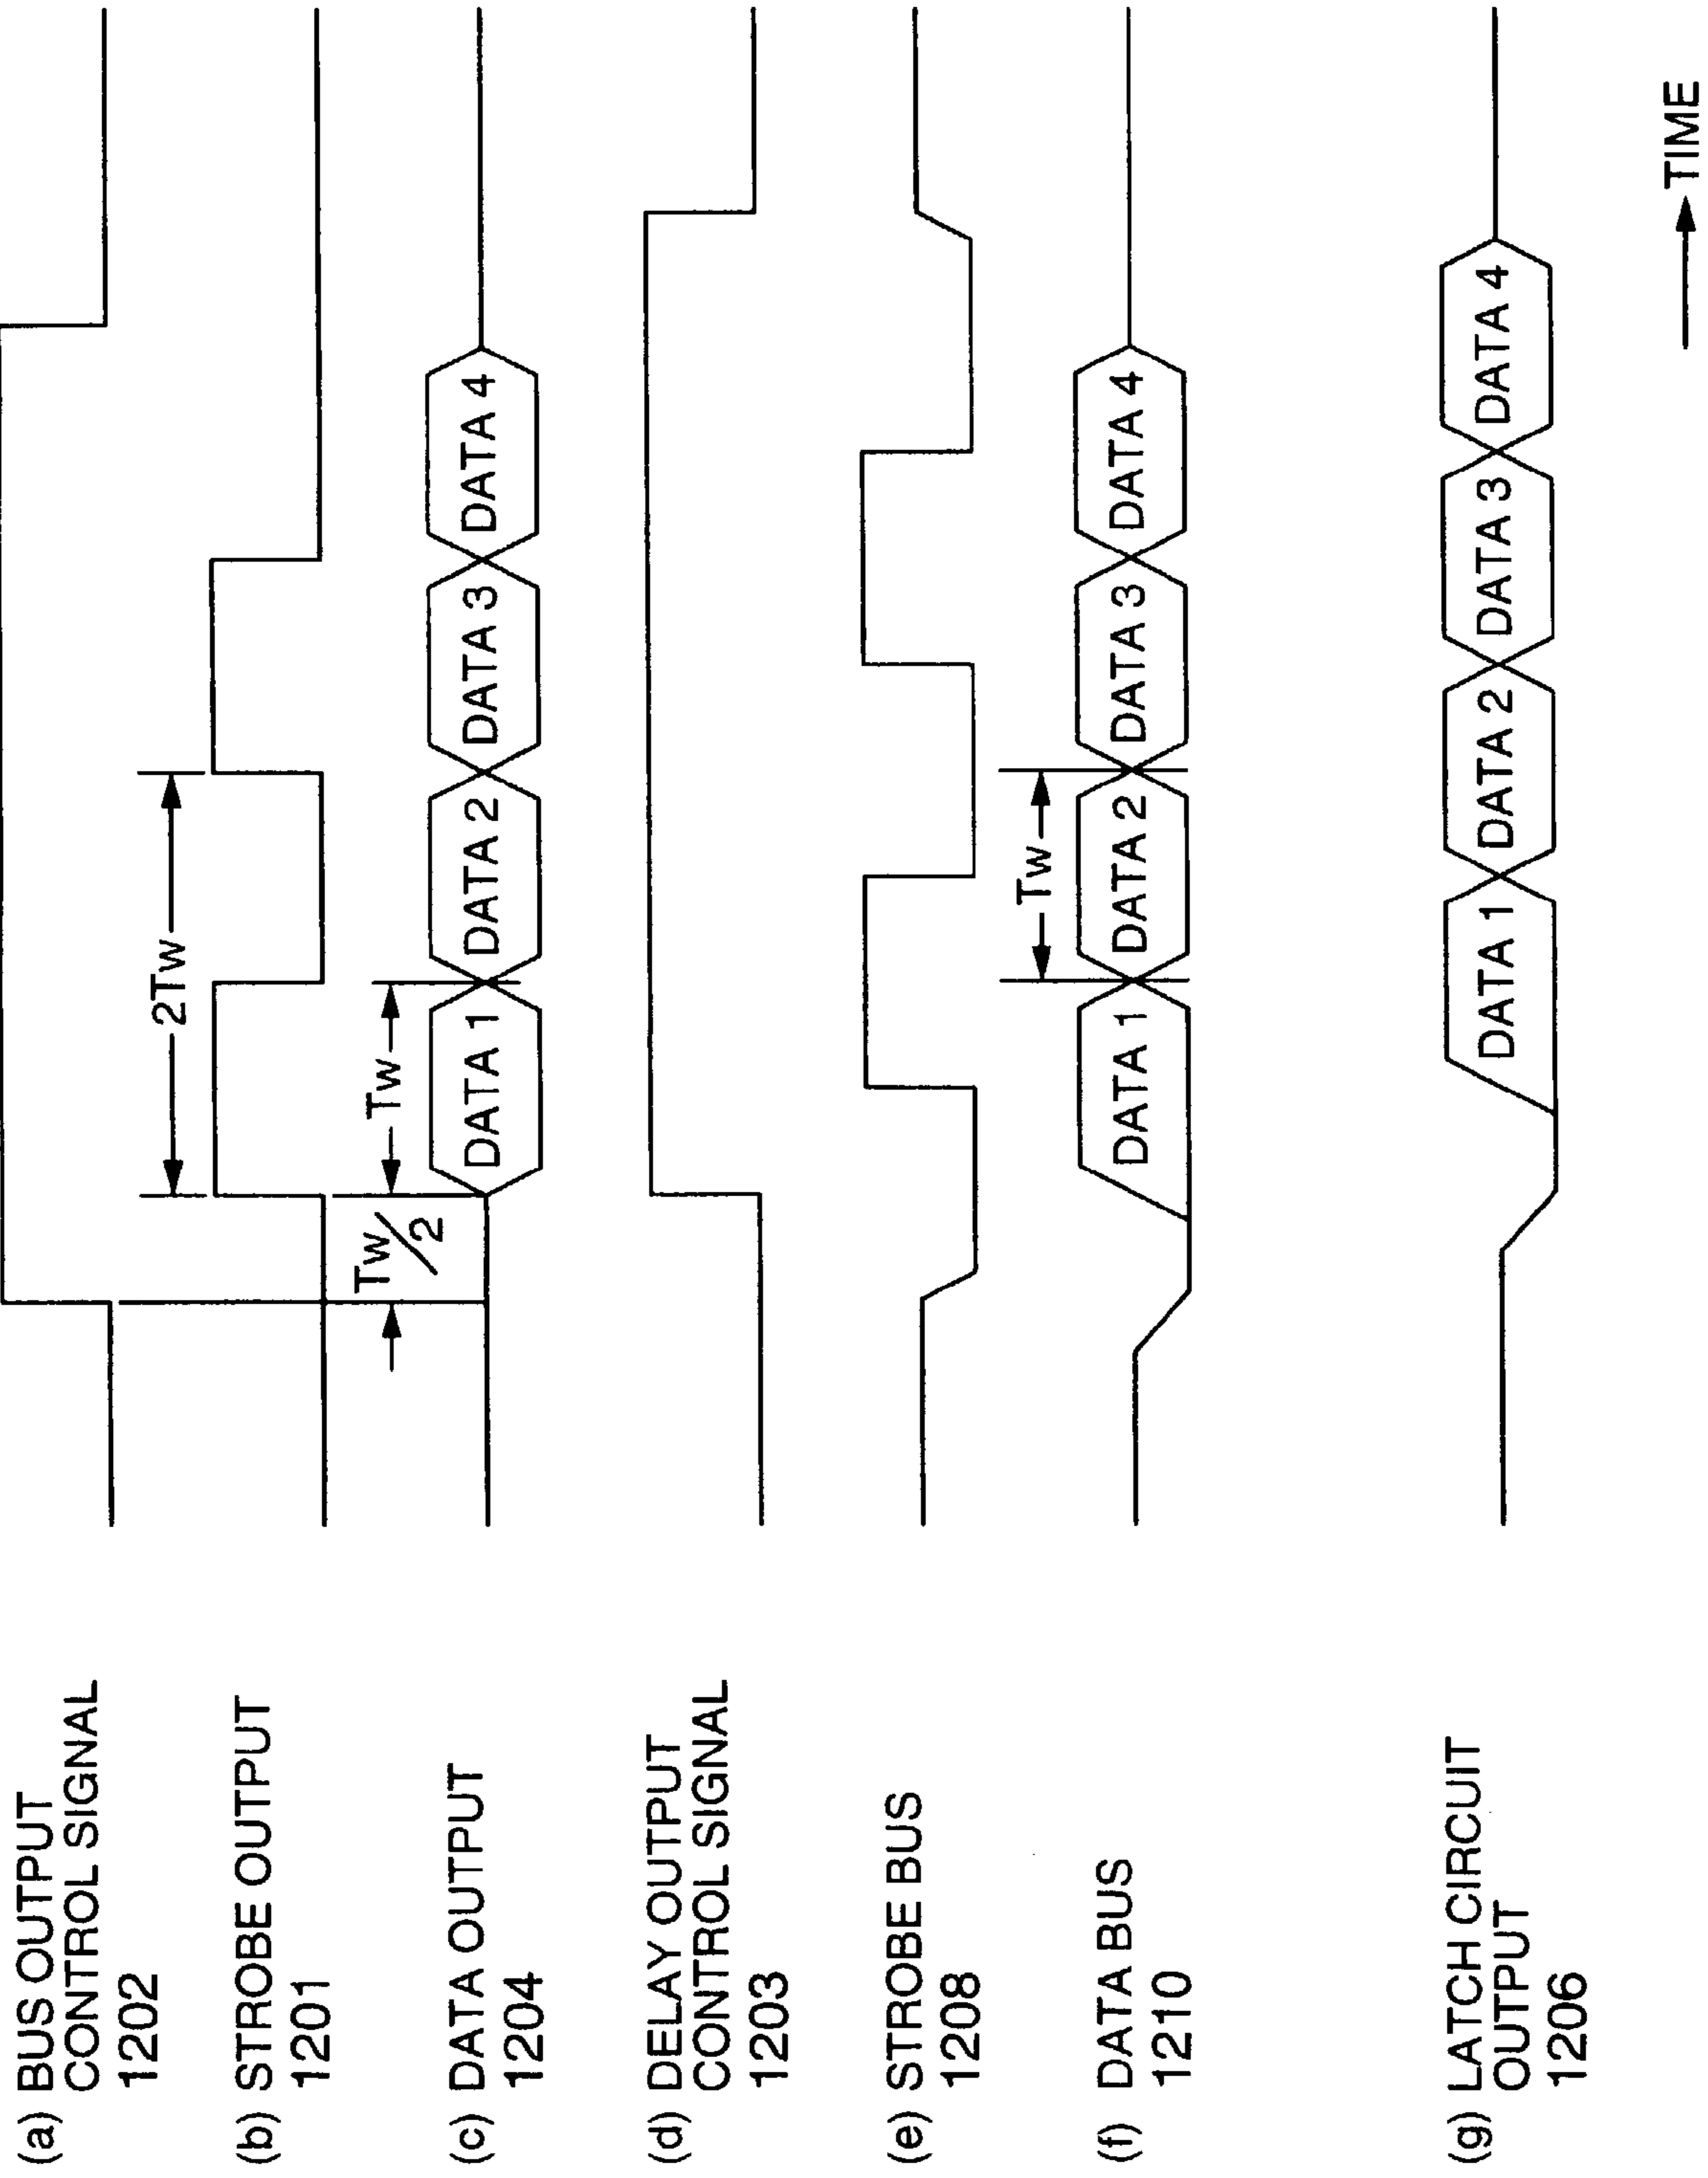 (a) BUS OUTPUT
CONTROL SIGNAL
1202
(b) STROBE OUTPUT
1201
2TW
(c) DATA OUTPUT
1204
TW/2
TW
DATA 1
DATA 2
DATA 3
DATA 4
(d) DELAY OUTPUT
CONTROL SIGNAL
1203
(e) STROBE BUS
1208
(f) DATA BUS
1210
TW
DATA 1
DATA 2
DATA 3
DATA 4
(g) LATCH CIRCUIT
OUTPUT
1206
DATA 1
DATA 2
DATA 3
DATA 4
TIME